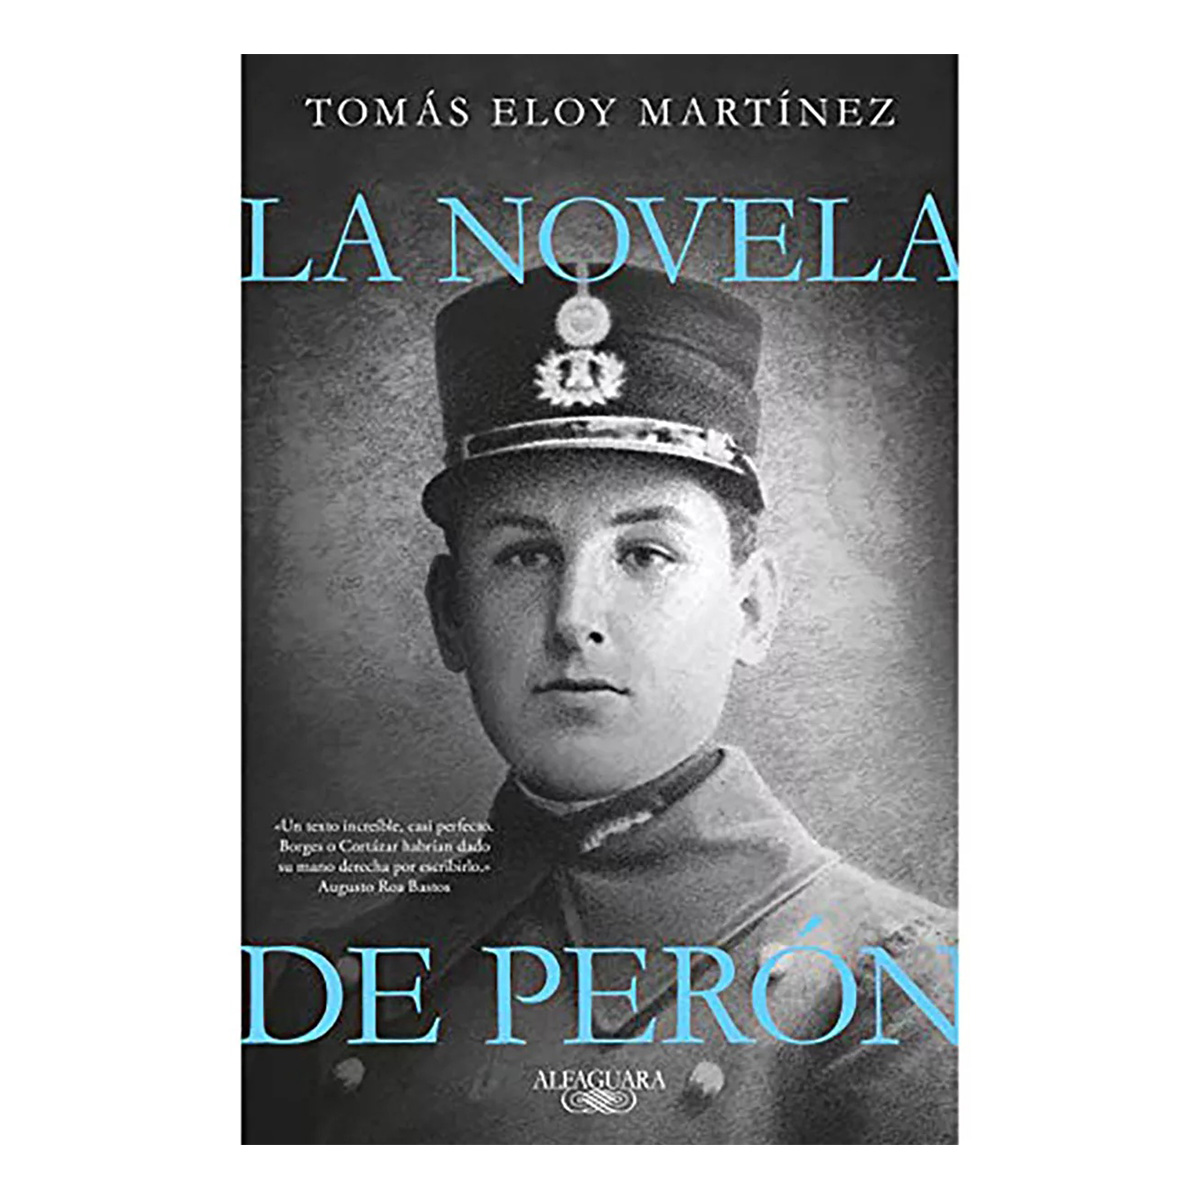 TOMÁS ELOY MARTÍNEZ
LA NOVELA
«Un texto increíble, casi perfecto.
Borges o Cortázar habrían dado
su mano derecha por escribirlo.»
Augusto Roa Bastos
DE PERÓN
ALFAGUARA